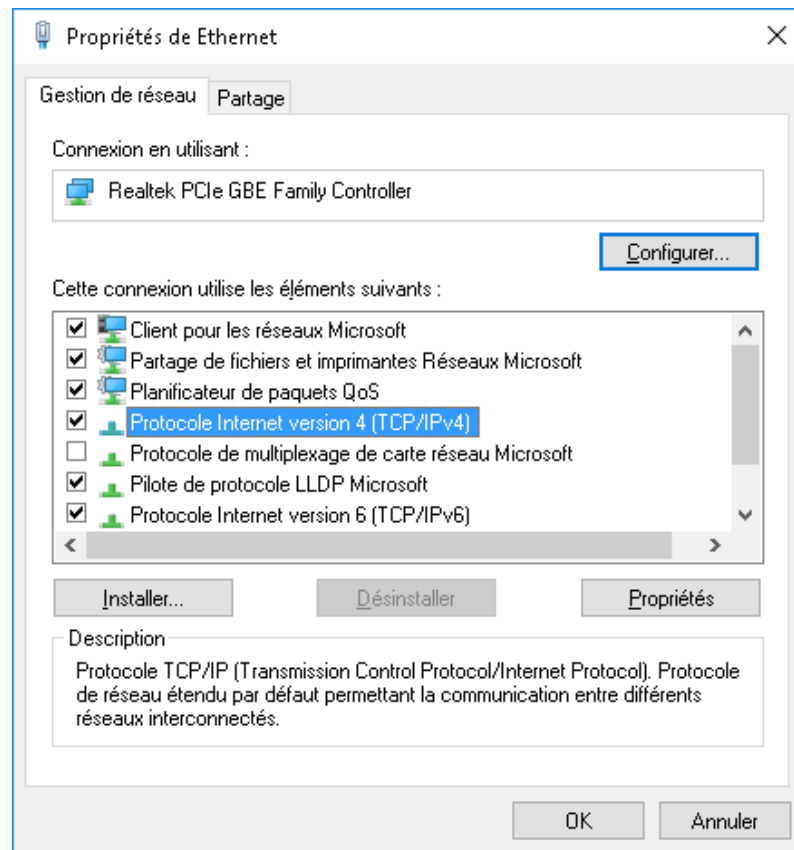 Propriétés de Ethernet
Gestion de réseau
Partage
Connexion en utilisant :
Realtek PCIe GBE Family Controller
Configurer...
Cette connexion utilise les éléments suivants :
Client pour les réseaux Microsoft
Partage de fichiers et imprimantes Réseaux Microsoft
Planificateur de paquets QoS
Protocole Internet version 4 (TCP/IPv4)
Protocole de multiplexage de carte réseau Microsoft
Pilote de protocole LLDP Microsoft
Protocole Internet version 6 (TCP/IPv6)
Installer...
Désinstaller
Propriétés
Description
Protocole TCP/IP (Transmission Control Protocol/Internet Protocol). Protocole
de réseau étendu par défaut permettant la communication entre différents
réseaux interconnectés.
OK
Annuler